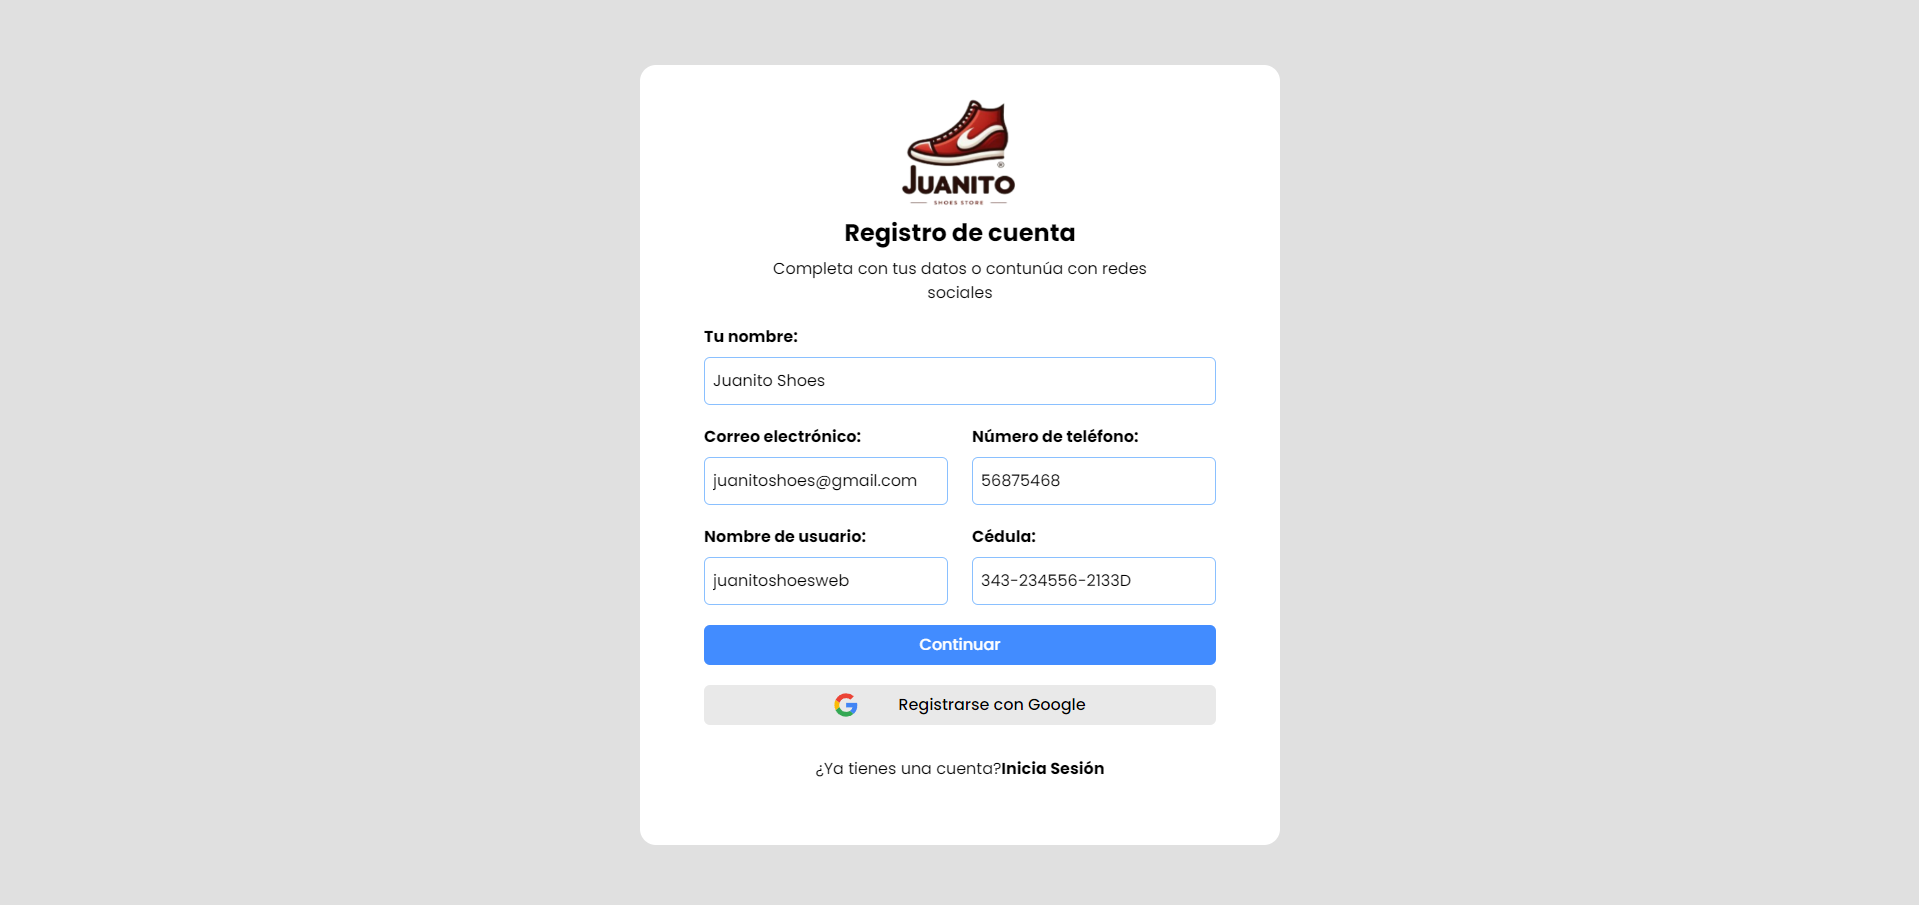 ®
JUANITO
SHOES STORE
Registro de cuenta
Completa con tus datos o contunúa con redes
sociales
Tu nombre:
Juanito Shoes
Correo electrónico: Número de teléfono:
juanitoshoes@gmail.com 56875468
Nombre de usuario: Cédula:
juanitoshoesweb 343-234556-2133D
Continuar
Registrarse con Google
¿Ya tienes una cuenta?Inicia Sesión